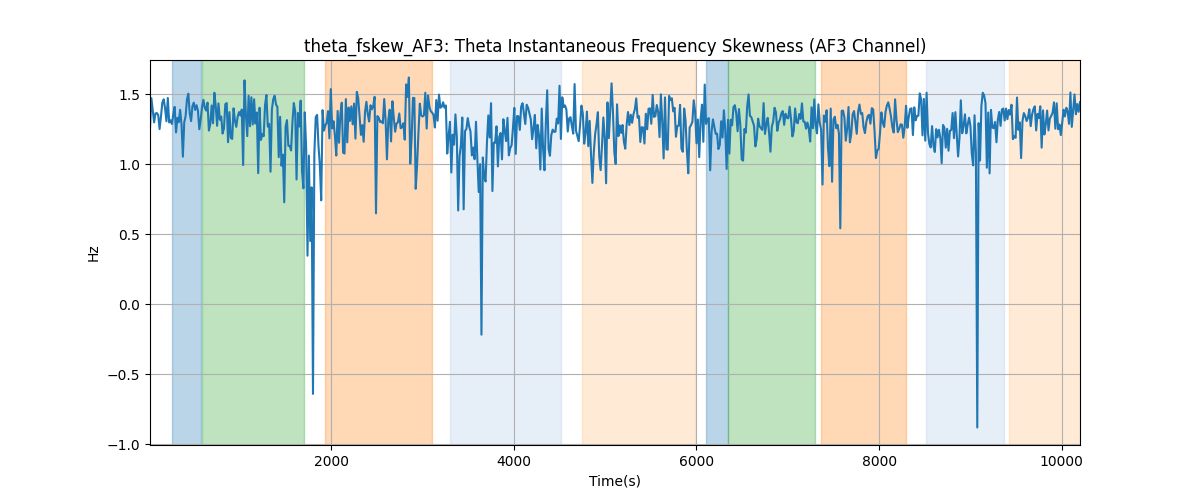 theta_fskew_AF3: Theta Instantaneous Frequency Skewness (AF3 Channel)
Hz
1.5
1.0
0.5
0.0
−0.5
−1.0
2000 4000 6000 8000 10000
Time(s)